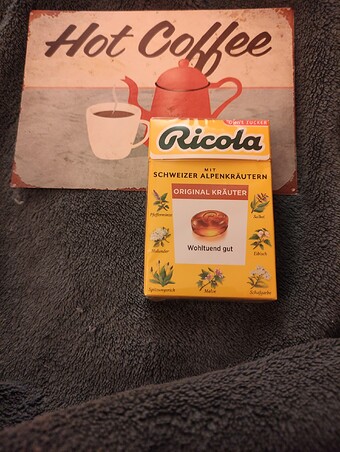 Hot Coffee
Ohne ZUCKER
Ricola
MIT
SCHWEIZER ALPENKRÄUTERN
ORIGINAL KRÄUTER
Wohltuend gut
Pfefferminze
Salbei
Holunder
Eibisch
Spitzwegerich
Malve
Schafgarbe